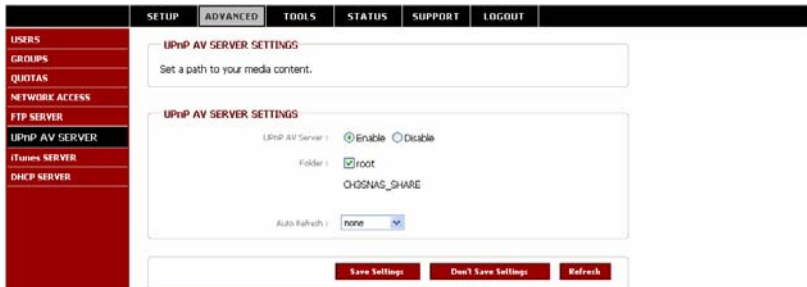 SETUP ADVANCED TOOLS STATUS SUPPORT LOGOUT
USERS
GROUPS
QUOTAS
NETWORK ACCESS
FTP SERVER
UPnP AV SERVER
iTunes SERVER
DHCP SERVER
UPnP AV SERVER SETTINGS
Set a path to your media content.
UPnP AV SERVER SETTINGS
UPnP AV Server : Enable Disable
Folder : root
CH3SNAS_SHARE
Auto Refresh : none
Save Settings Don't Save Settings Refresh